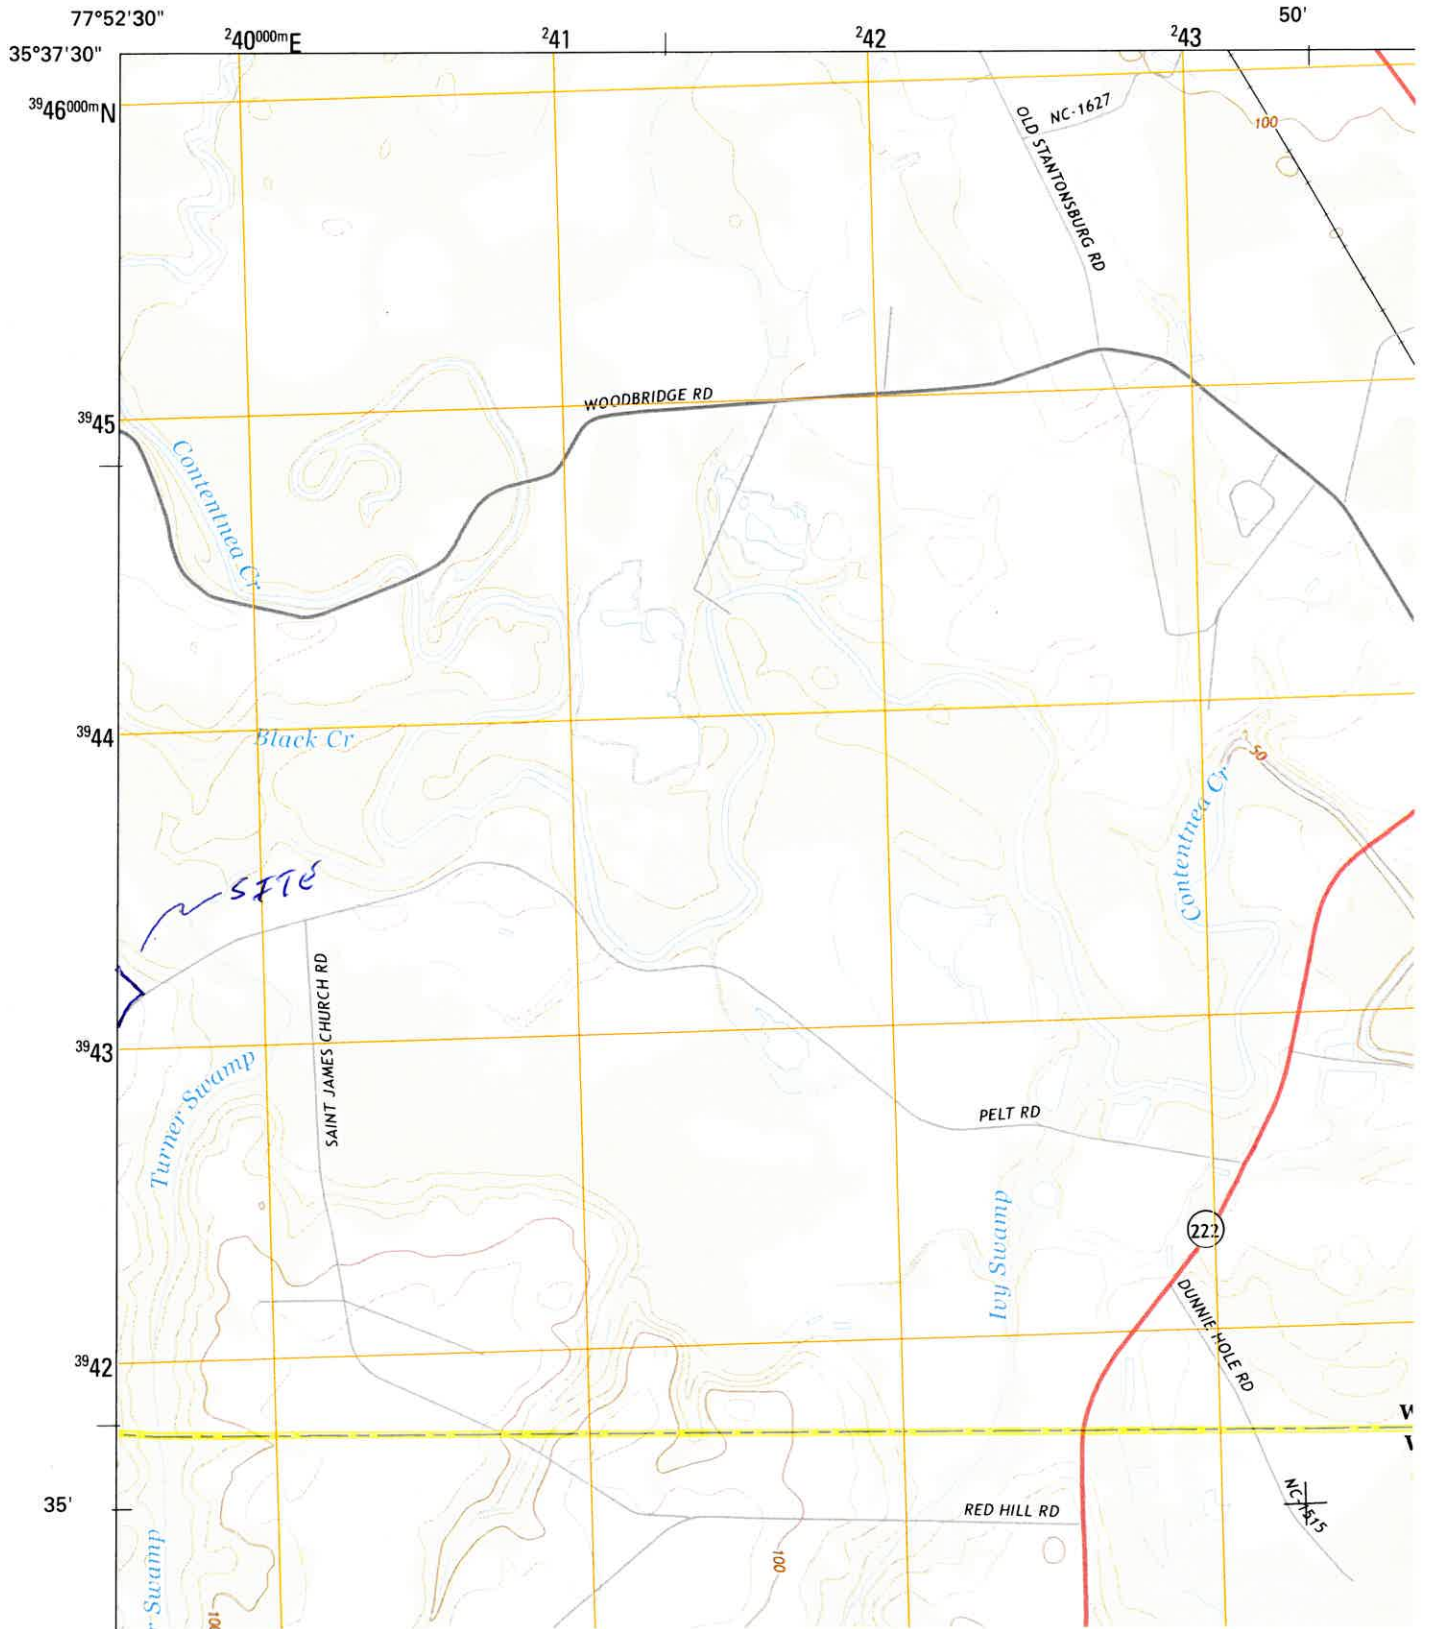 77°52'30"
50'
35°37'30"
²40⁰⁰⁰ᵐE
²41
²42
²43
³⁹46⁰⁰⁰ᵐN
NC-1627
OLD STANTONSBURG RD
100
WOODBRIDGE RD
³⁹45
Contentnea Cr
³⁹44
Black Cr
50
Contentnea Cr
SITE
SAINT JAMES CHURCH RD
³⁹43
Turner Swamp
PELT RD
Ivy Swamp
222
DUNNIE HOLE RD
³⁹42
W
35'
RED HILL RD
NC-1515
100
r Swamp
100